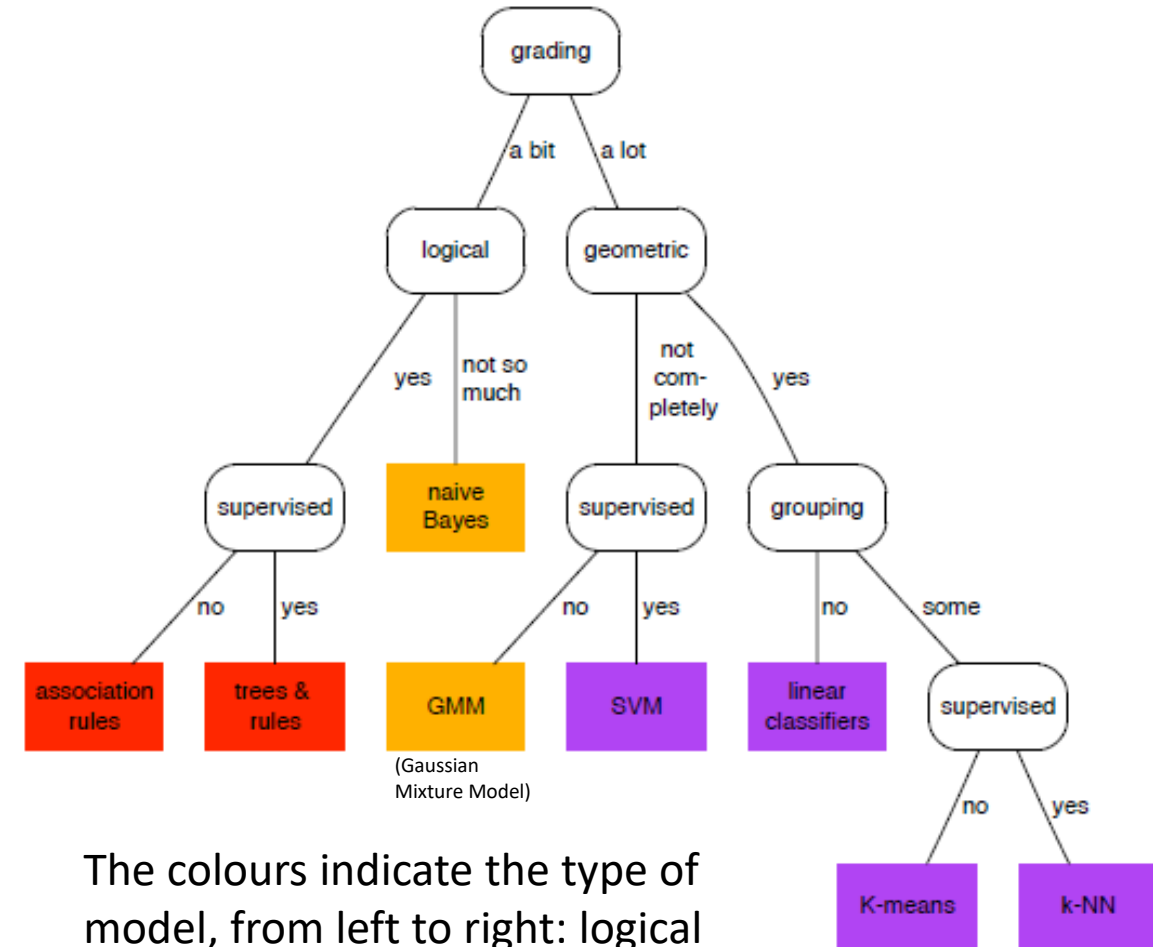 grading
a bit
a lot
logical
geometric
yes
not so
much
not
com-
pletely
yes
supervised
naive
Bayes
supervised
grouping
no
yes
no
yes
no
some
association
rules
trees &
rules
GMM
SVM
linear
classifiers
supervised
(Gaussian
Mixture Model)
no
yes
The colours indicate the type of
model, from left to right: logical
K-means
k-NN